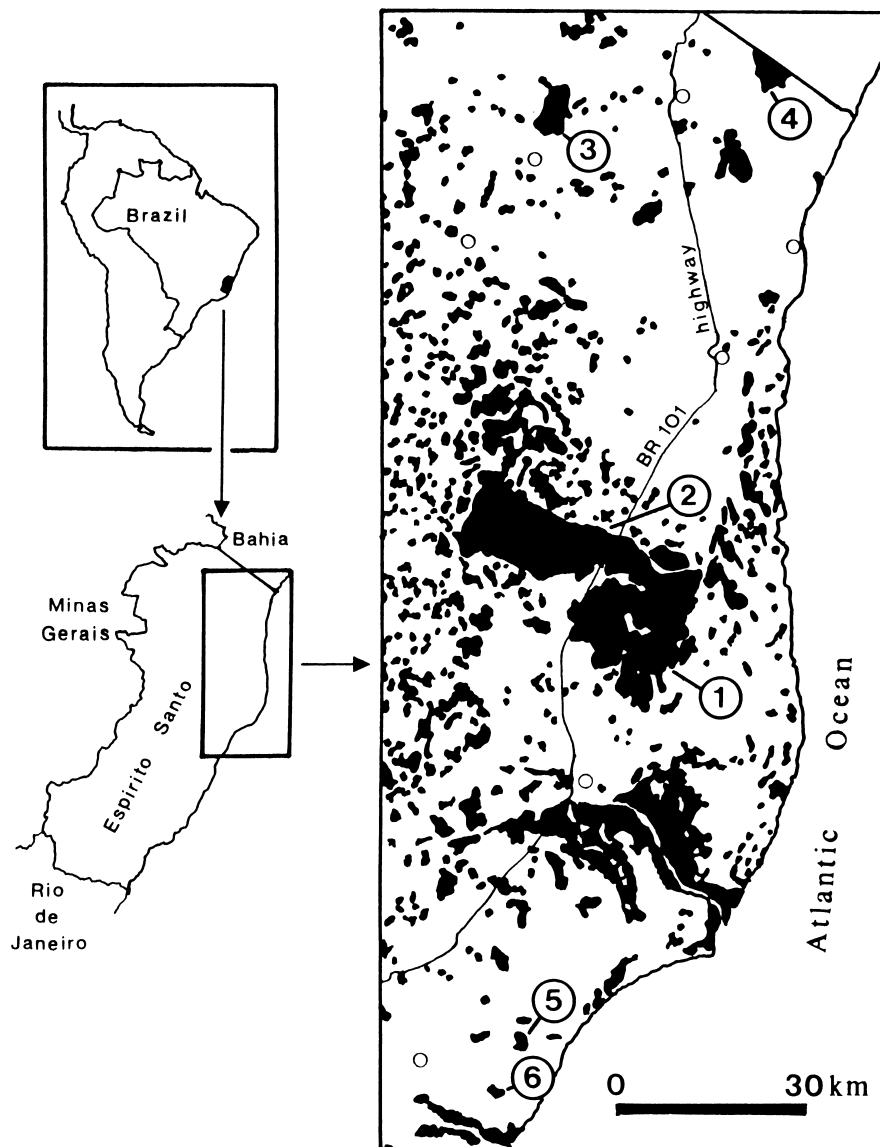 Brazil
Bahia
Minas
Gerais
Espirito Santo
Rio
de
Janeiro
4
3
highway
BR 101
2
1
Atlantic Ocean
5
6
0 30 km